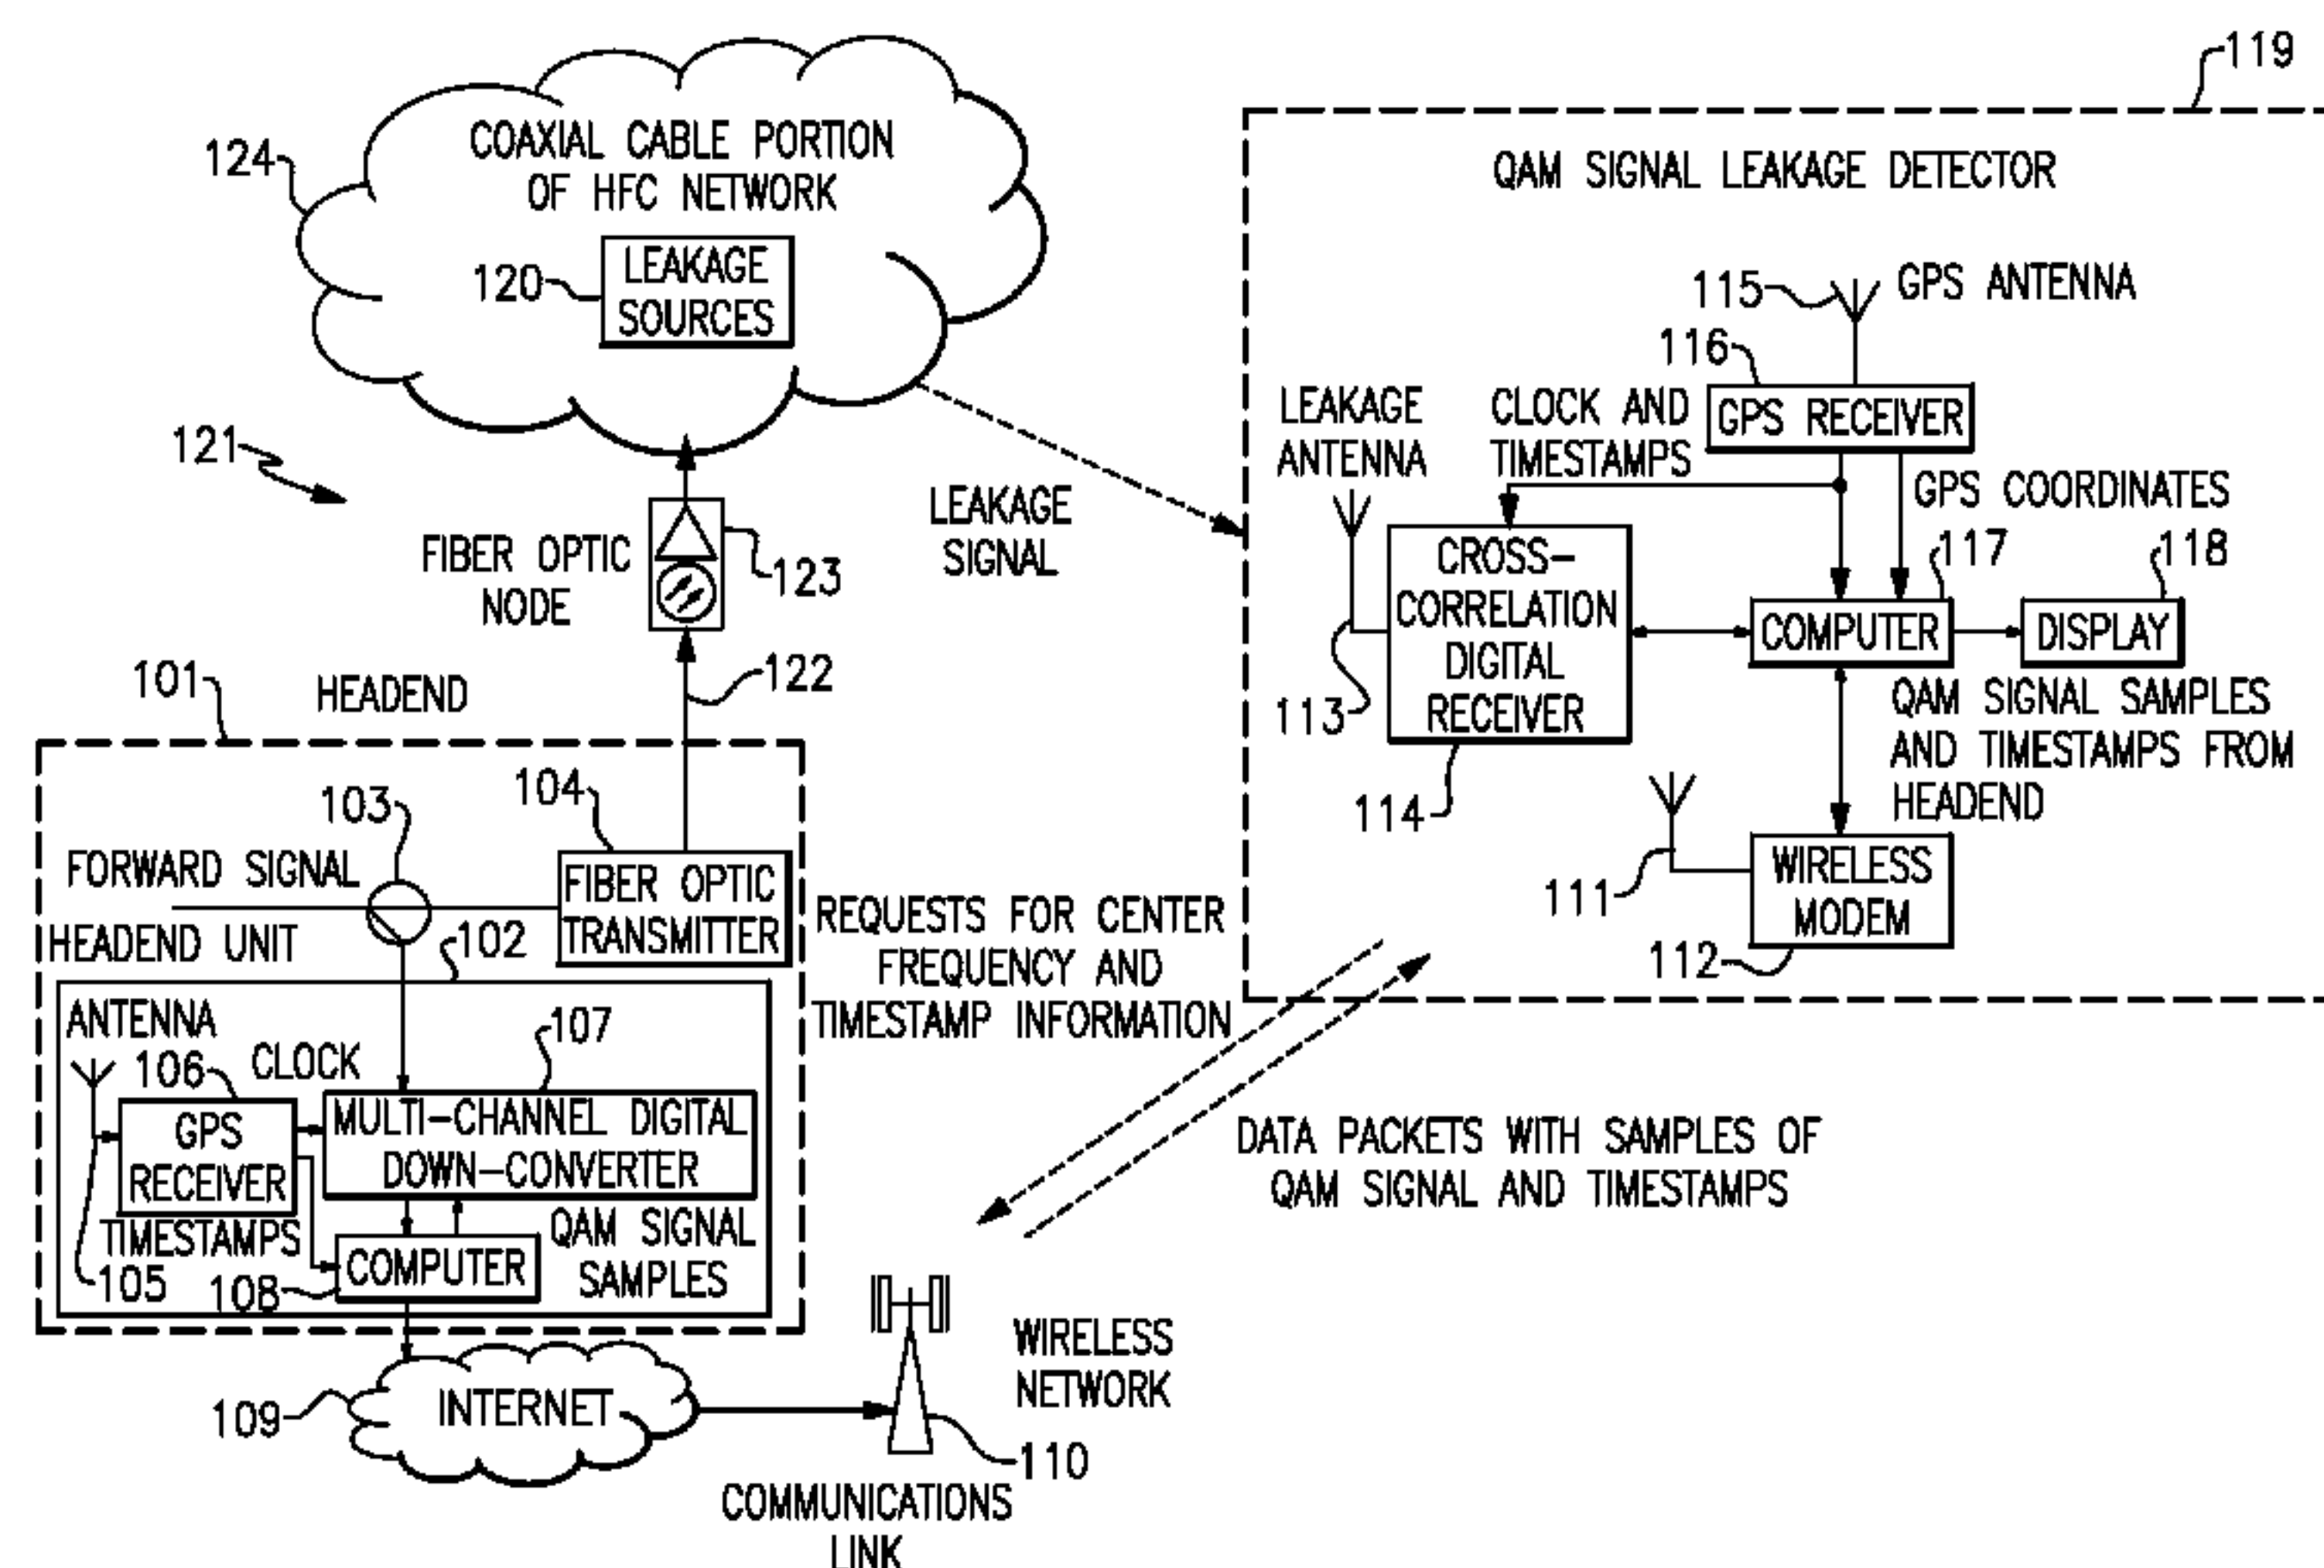 119
COAXIAL CABLE PORTION
OF HFC NETWORK
124
LEAKAGE
SOURCES
120
QAM SIGNAL LEAKAGE DETECTOR
115
GPS ANTENNA
116
GPS RECEIVER
LEAKAGE
ANTENNA
CLOCK AND
TIMESTAMPS
GPS COORDINATES
121
LEAKAGE
SIGNAL
FIBER OPTIC
NODE
123
122
CROSS-
CORRELATION
DIGITAL
RECEIVER
113
114
117
COMPUTER
118
DISPLAY
QAM SIGNAL SAMPLES
AND TIMESTAMPS FROM
HEADEND
111
WIRELESS
MODEM
112
101
HEADEND
103
104
FORWARD SIGNAL
FIBER OPTIC
TRANSMITTER
HEADEND UNIT
102
REQUESTS FOR CENTER
FREQUENCY AND
TIMESTAMP INFORMATION
ANTENNA
106
CLOCK
107
GPS
RECEIVER
MULTI-CHANNEL DIGITAL
DOWN-CONVERTER
TIMESTAMPS
105
108
COMPUTER
QAM SIGNAL
SAMPLES
DATA PACKETS WITH SAMPLES OF
QAM SIGNAL AND TIMESTAMPS
109
INTERNET
WIRELESS
NETWORK
110
COMMUNICATIONS
LINK